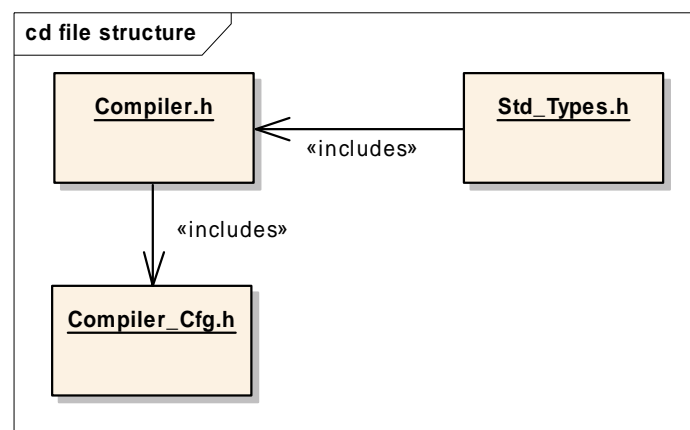 cd file structure
Compiler.h
Std_Types.h
«includes»
«includes»
Compiler_Cfg.h